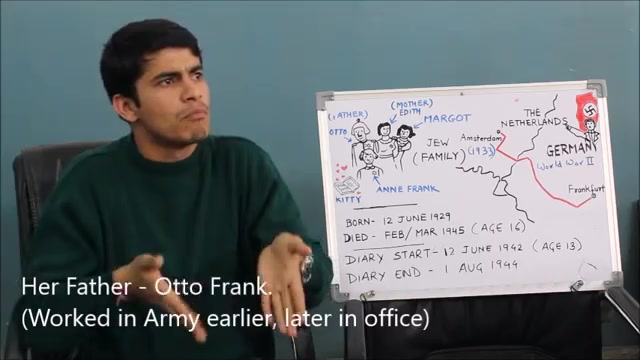 (FATHER)
OTTO
(MOTHER)
EDITH
MARGOT
JEW
(FAMILY)
ANNE FRANK
KITTY
THE
NETHERLANDS
Amsterdam
(1933)
GERMANY
World War II
Frankfurt
BORN- 12 JUNE 1929
DIED - FEB/MAR 1945 (AGE 16)
DIARY START- 12 JUNE 1942 (AGE 13)
DIARY END - 1 AUG 1944
Her Father - Otto Frank.
(Worked in Army earlier, later in office)